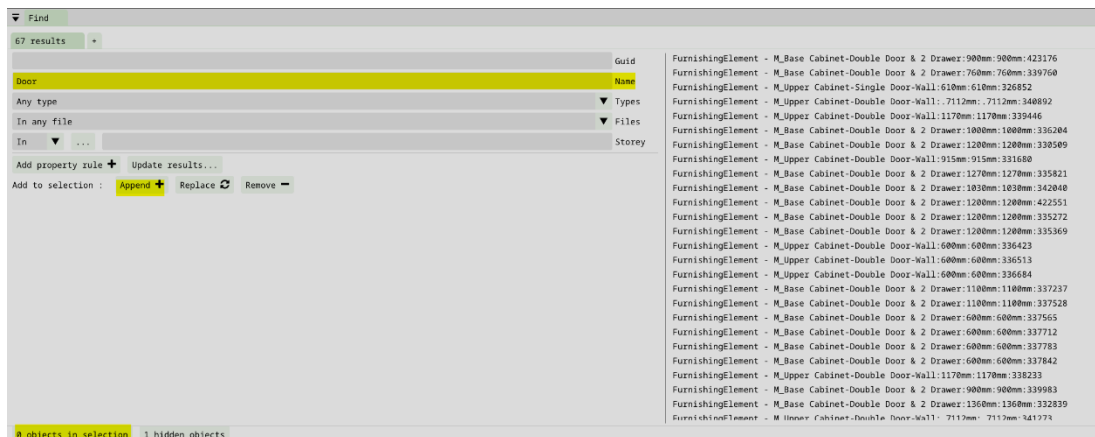 Find
67 results +
Guid
Door Name
Any type Types
In any file Files
In ... Storey
Add property rule + Update results...
Add to selection : Append + Replace Remove −
0 objects in selection 1 hidden objects
FurnishingElement - M_Base Cabinet-Double Door & 2 Drawer:900mm:900mm:423176
FurnishingElement - M_Base Cabinet-Double Door & 2 Drawer:760mm:760mm:339760
FurnishingElement - M_Upper Cabinet-Single Door-Wall:610mm:610mm:326852
FurnishingElement - M_Upper Cabinet-Double Door-Wall:.7112mm:.7112mm:340892
FurnishingElement - M_Upper Cabinet-Double Door-Wall:1170mm:1170mm:339446
FurnishingElement - M_Base Cabinet-Double Door & 2 Drawer:1000mm:1000mm:336204
FurnishingElement - M_Base Cabinet-Double Door & 2 Drawer:1200mm:1200mm:330509
FurnishingElement - M_Upper Cabinet-Double Door-Wall:915mm:915mm:331680
FurnishingElement - M_Base Cabinet-Double Door & 2 Drawer:1270mm:1270mm:335821
FurnishingElement - M_Base Cabinet-Double Door & 2 Drawer:1030mm:1030mm:342040
FurnishingElement - M_Base Cabinet-Double Door & 2 Drawer:1200mm:1200mm:422551
FurnishingElement - M_Base Cabinet-Double Door & 2 Drawer:1200mm:1200mm:335272
FurnishingElement - M_Base Cabinet-Double Door & 2 Drawer:1200mm:1200mm:335369
FurnishingElement - M_Upper Cabinet-Double Door-Wall:600mm:600mm:336423
FurnishingElement - M_Upper Cabinet-Double Door-Wall:600mm:600mm:336513
FurnishingElement - M_Upper Cabinet-Double Door-Wall:600mm:600mm:336684
FurnishingElement - M_Base Cabinet-Double Door & 2 Drawer:1100mm:1100mm:337237
FurnishingElement - M_Base Cabinet-Double Door & 2 Drawer:1100mm:1100mm:337528
FurnishingElement - M_Base Cabinet-Double Door & 2 Drawer:600mm:600mm:337565
FurnishingElement - M_Base Cabinet-Double Door & 2 Drawer:600mm:600mm:337712
FurnishingElement - M_Base Cabinet-Double Door & 2 Drawer:600mm:600mm:337783
FurnishingElement - M_Base Cabinet-Double Door & 2 Drawer:600mm:600mm:337842
FurnishingElement - M_Upper Cabinet-Double Door-Wall:1170mm:1170mm:338233
FurnishingElement - M_Base Cabinet-Double Door & 2 Drawer:900mm:900mm:339983
FurnishingElement - M_Base Cabinet-Double Door & 2 Drawer:1360mm:1360mm:332839
FurnishingElement - M_Upper Cabinet-Double Door-Wall:.7112mm:.7112mm:341273